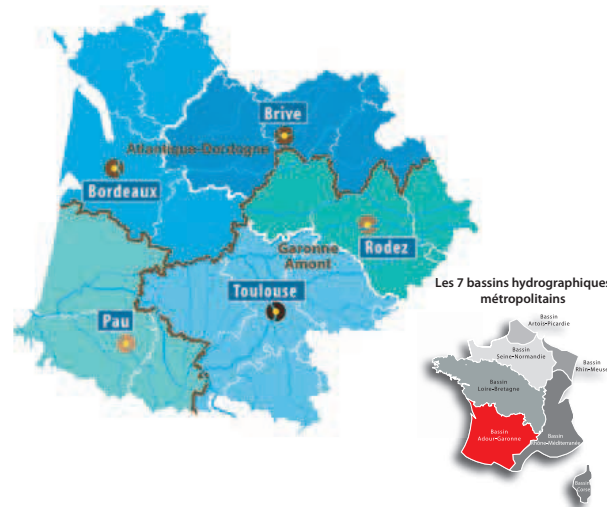 Brive
Atlantique-Dordogne
Bordeaux
Rodez
Garonne
Amont
Toulouse
Pau
Les 7 bassins hydrographiques
métropolitains
Bassin
Artois-Picardie
Bassin
Seine-Normandie
Bassin
Rhin-Meuse
Bassin
Loire-Bretagne
Bassin
Adour-Garonne
Bassin
Rhône-Méditerranée
Bassin
Corse